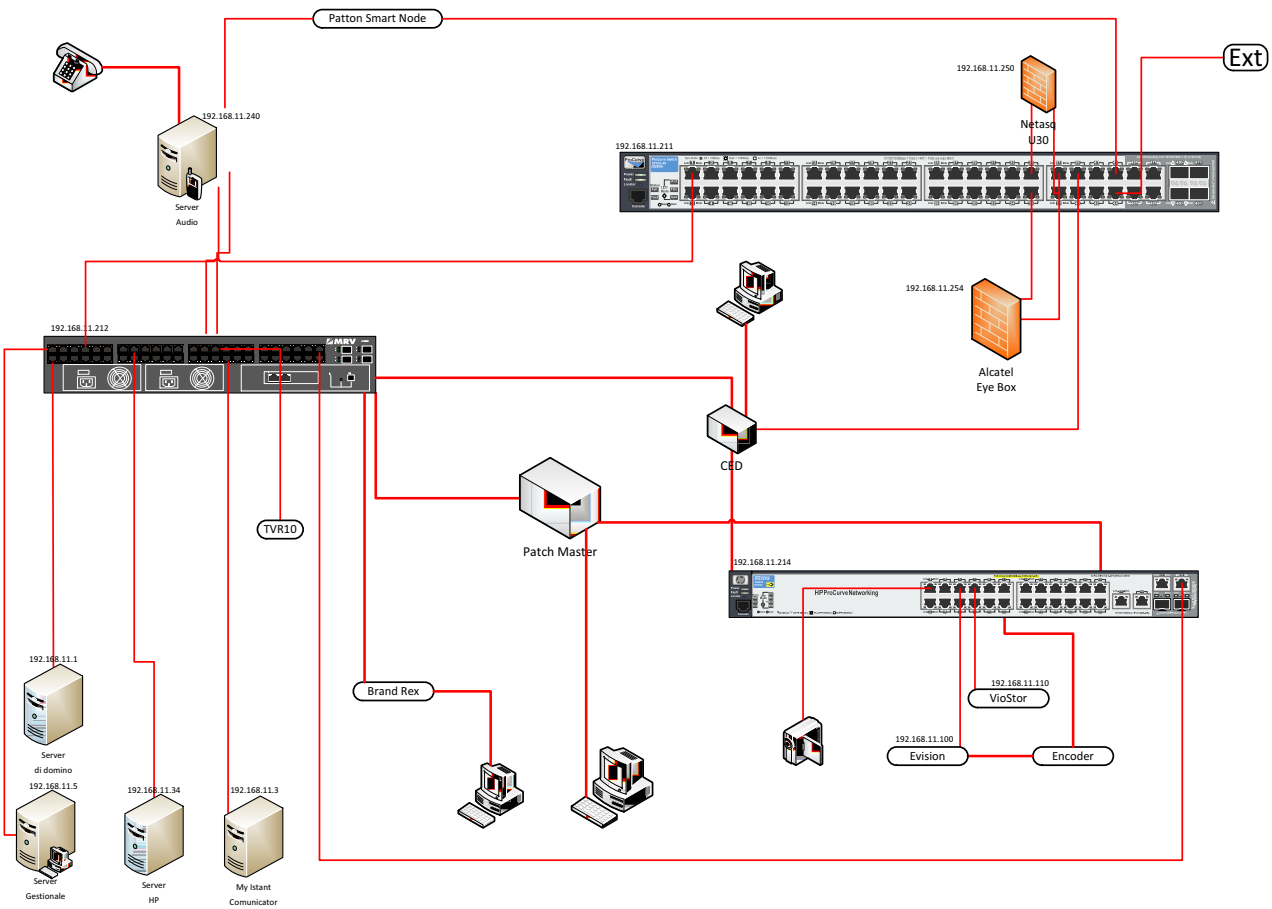 Patton Smart Node
Ext
192.168.11.250
Netasq
U30
192.168.11.240
Server
Audio
192.168.11.211
192.168.11.254
Alcatel
Eye Box
192.168.11.212
MRV
CED
Patch Master
TVR10
192.168.11.214
HP ProCurve Networking
192.168.11.1
Server
di domino
Brand Rex
192.168.11.110
VioStor
192.168.11.100
Evision
Encoder
192.168.11.5
Server
Gestionale
192.168.11.34
Server
HP
192.168.11.3
My Istant
Comunicator